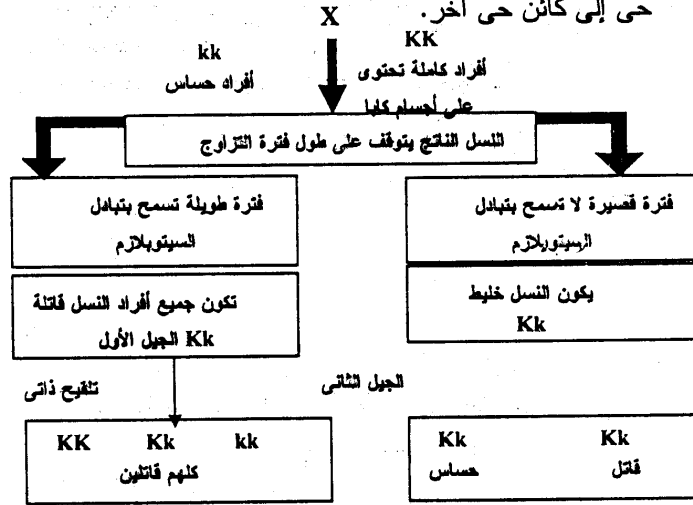 حى إلى كائن حى آخر.
X
KK
kk
أفراد كاملة تحتوى
أفراد حساس
على أجسام كابا
النسل الناتج يتوقف على طول فترة التزاوج
فترة قصيرة لا تسمح بتبادل
السيتوبلازم
فترة طويلة تسمح بتبادل
السيتوبلازم
يكون النسل خليط
Kk
تكون جميع أفراد النسل قاتلة
Kk الجيل الأول
الجيل الثانى
تلقيح ذاتى
Kk Kk
قاتل حساس
KK Kk kk
كلهم قاتلين